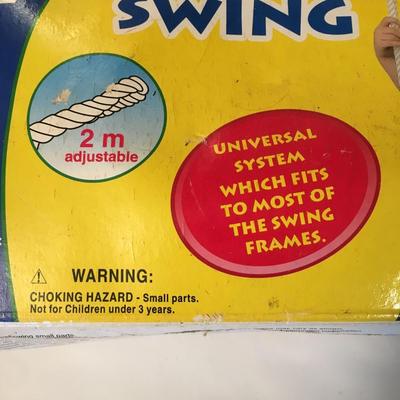 SWING
2 m
adjustable
UNIVERSAL
SYSTEM
WHICH FITS
TO MOST OF
THE SWING
FRAMES.
⚠ WARNING:
CHOKING HAZARD - Small parts.
Not for Children under 3 years.